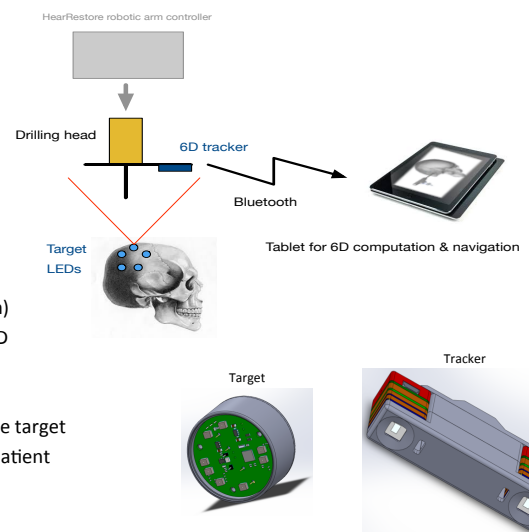 HearRestore robotic arm controller
Drilling head
6D tracker
Bluetooth
Tablet for 6D computation & navigation
Target
LEDs
)
D
e target
atient
Target
Tracker